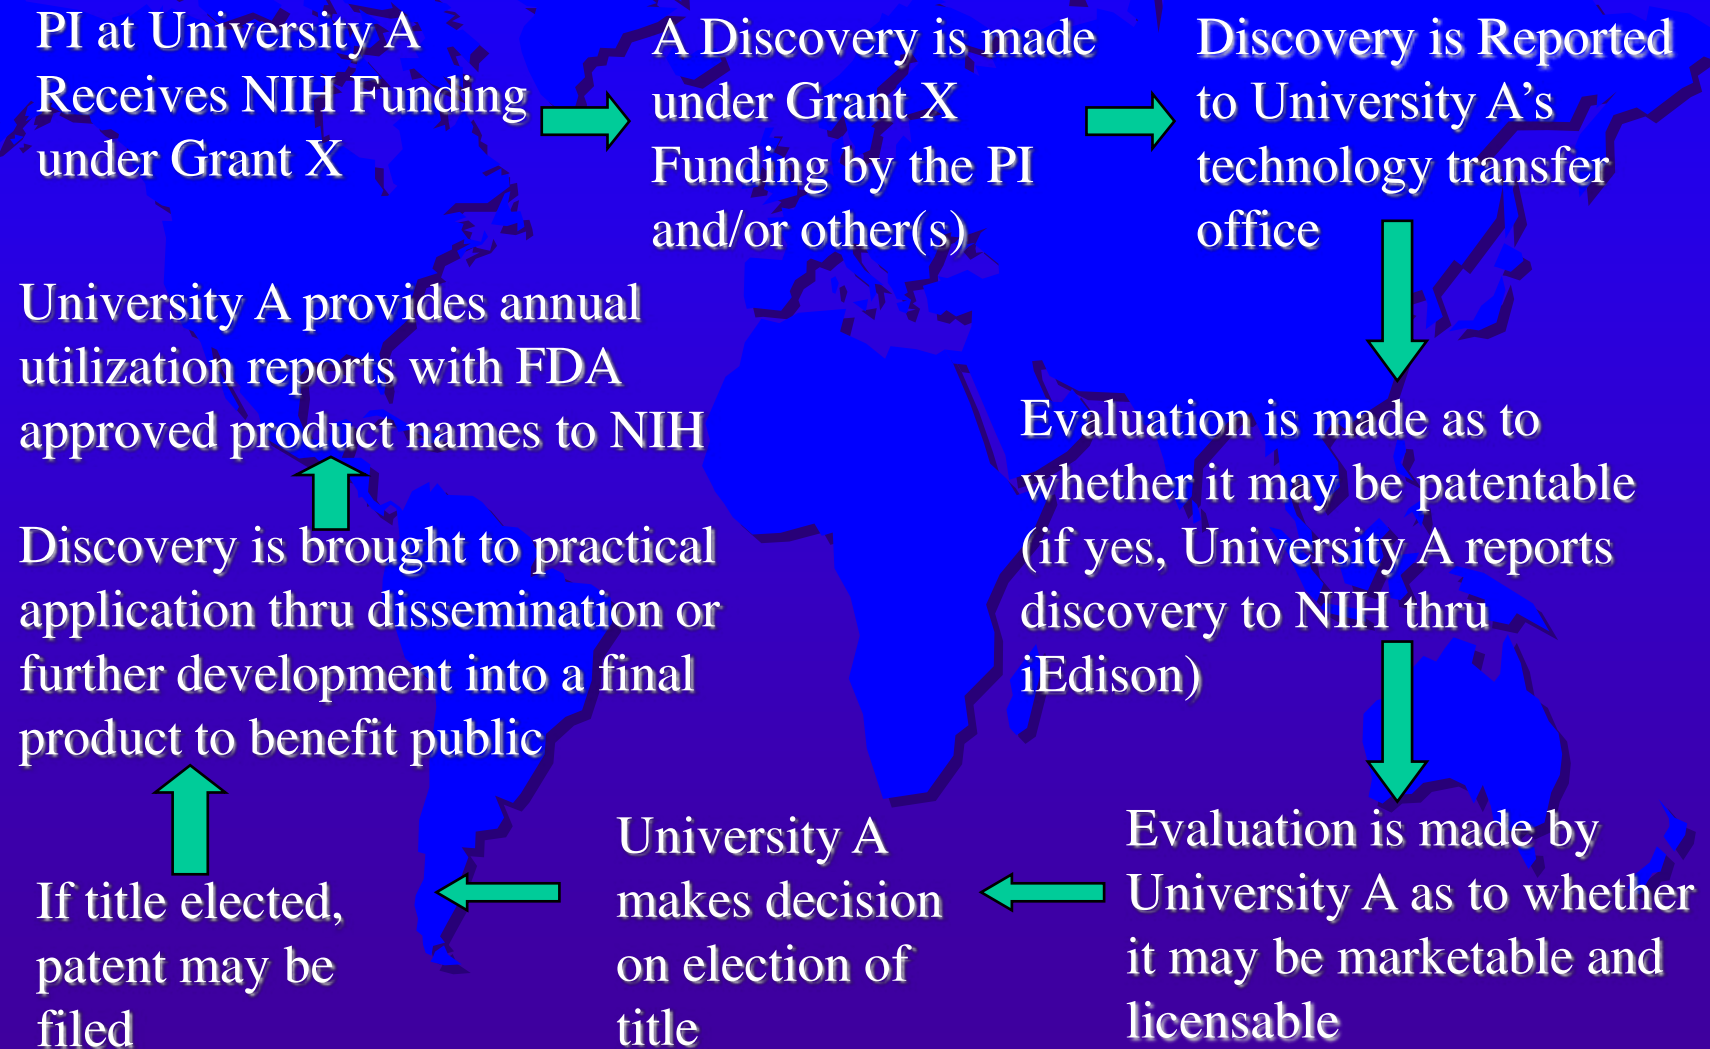 PI at University A
Receives NIH Funding
under Grant X
A Discovery is made
under Grant X
Funding by the PI
and/or other(s)
Discovery is Reported
to University A’s
technology transfer
office
Evaluation is made as to
whether it may be patentable
(if yes, University A reports
discovery to NIH thru
iEdison)
Evaluation is made by
University A as to whether
it may be marketable and
licensable
University A
makes decision
on election of
title
If title elected,
patent may be
filed
Discovery is brought to practical
application thru dissemination or
further development into a final
product to benefit public
University A provides annual
utilization reports with FDA
approved product names to NIH